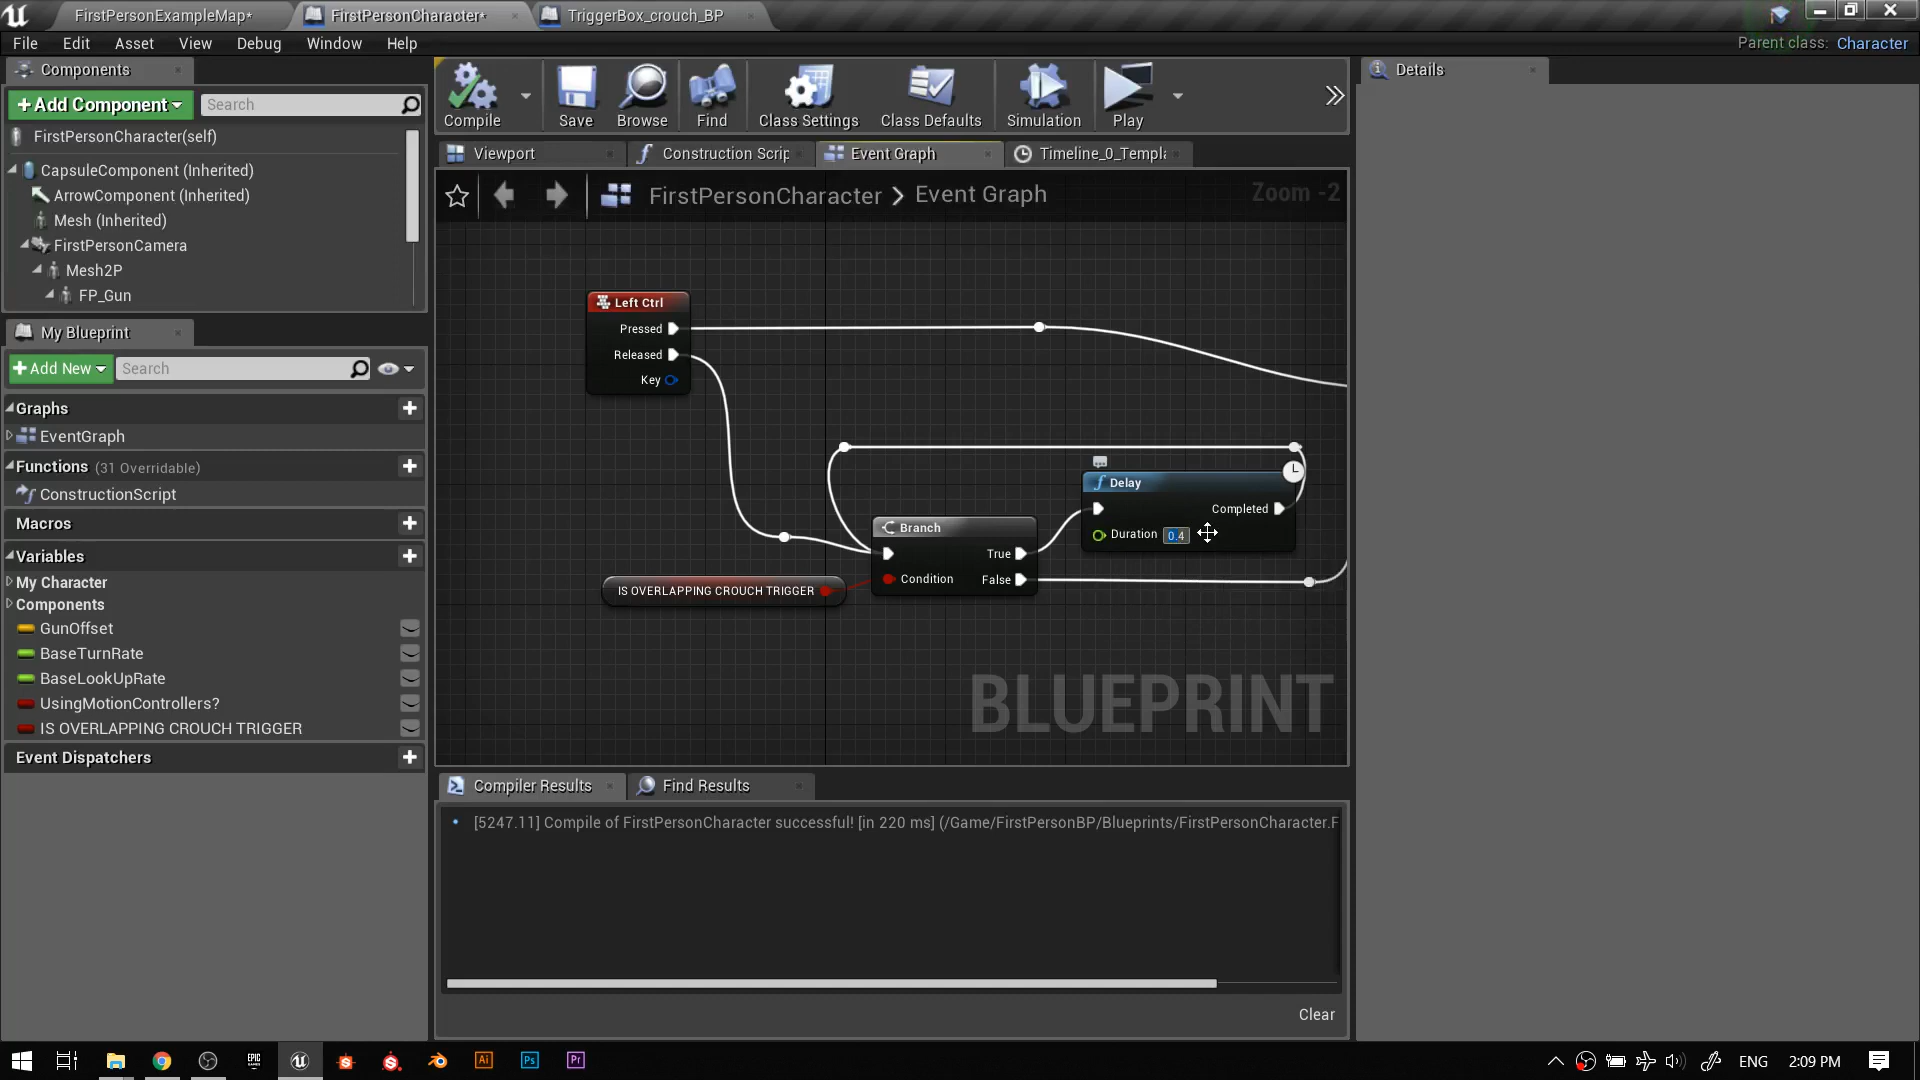 FirstPersonExampleMap*
FirstPersonCharacter*
TriggerBox_crouch_BP
File Edit Asset View Debug Window Help
Parent class: Character
Components
Details
+Add Component
Search
Compile
Save
Browse
Find
Class Settings
Class Defaults
Simulation
Play
FirstPersonCharacter(self)
CapsuleComponent (Inherited)
ArrowComponent (Inherited)
Mesh (Inherited)
FirstPersonCamera
Mesh2P
FP_Gun
Viewport
Construction Scrip
Event Graph
Timeline_0_Templa
FirstPersonCharacter > Event Graph
Zoom -2
My Blueprint
+Add New
Search
Graphs
EventGraph
Functions (31 Overridable)
ConstructionScript
Macros
Variables
My Character
Components
GunOffset
BaseTurnRate
BaseLookUpRate
UsingMotionControllers?
IS OVERLAPPING CROUCH TRIGGER
Event Dispatchers
Left Ctrl
Pressed
Released
Key
Delay
Completed
Duration 0.4
Branch
True
Condition
False
IS OVERLAPPING CROUCH TRIGGER
BLUEPRINT
Compiler Results
Find Results
[5247.11] Compile of FirstPersonCharacter successful! [in 220 ms] (/Game/FirstPersonBP/Blueprints/FirstPersonCharacter.F
Clear
EPIC GAMES
Ai
Ps
Pr
ENG
2:09 PM